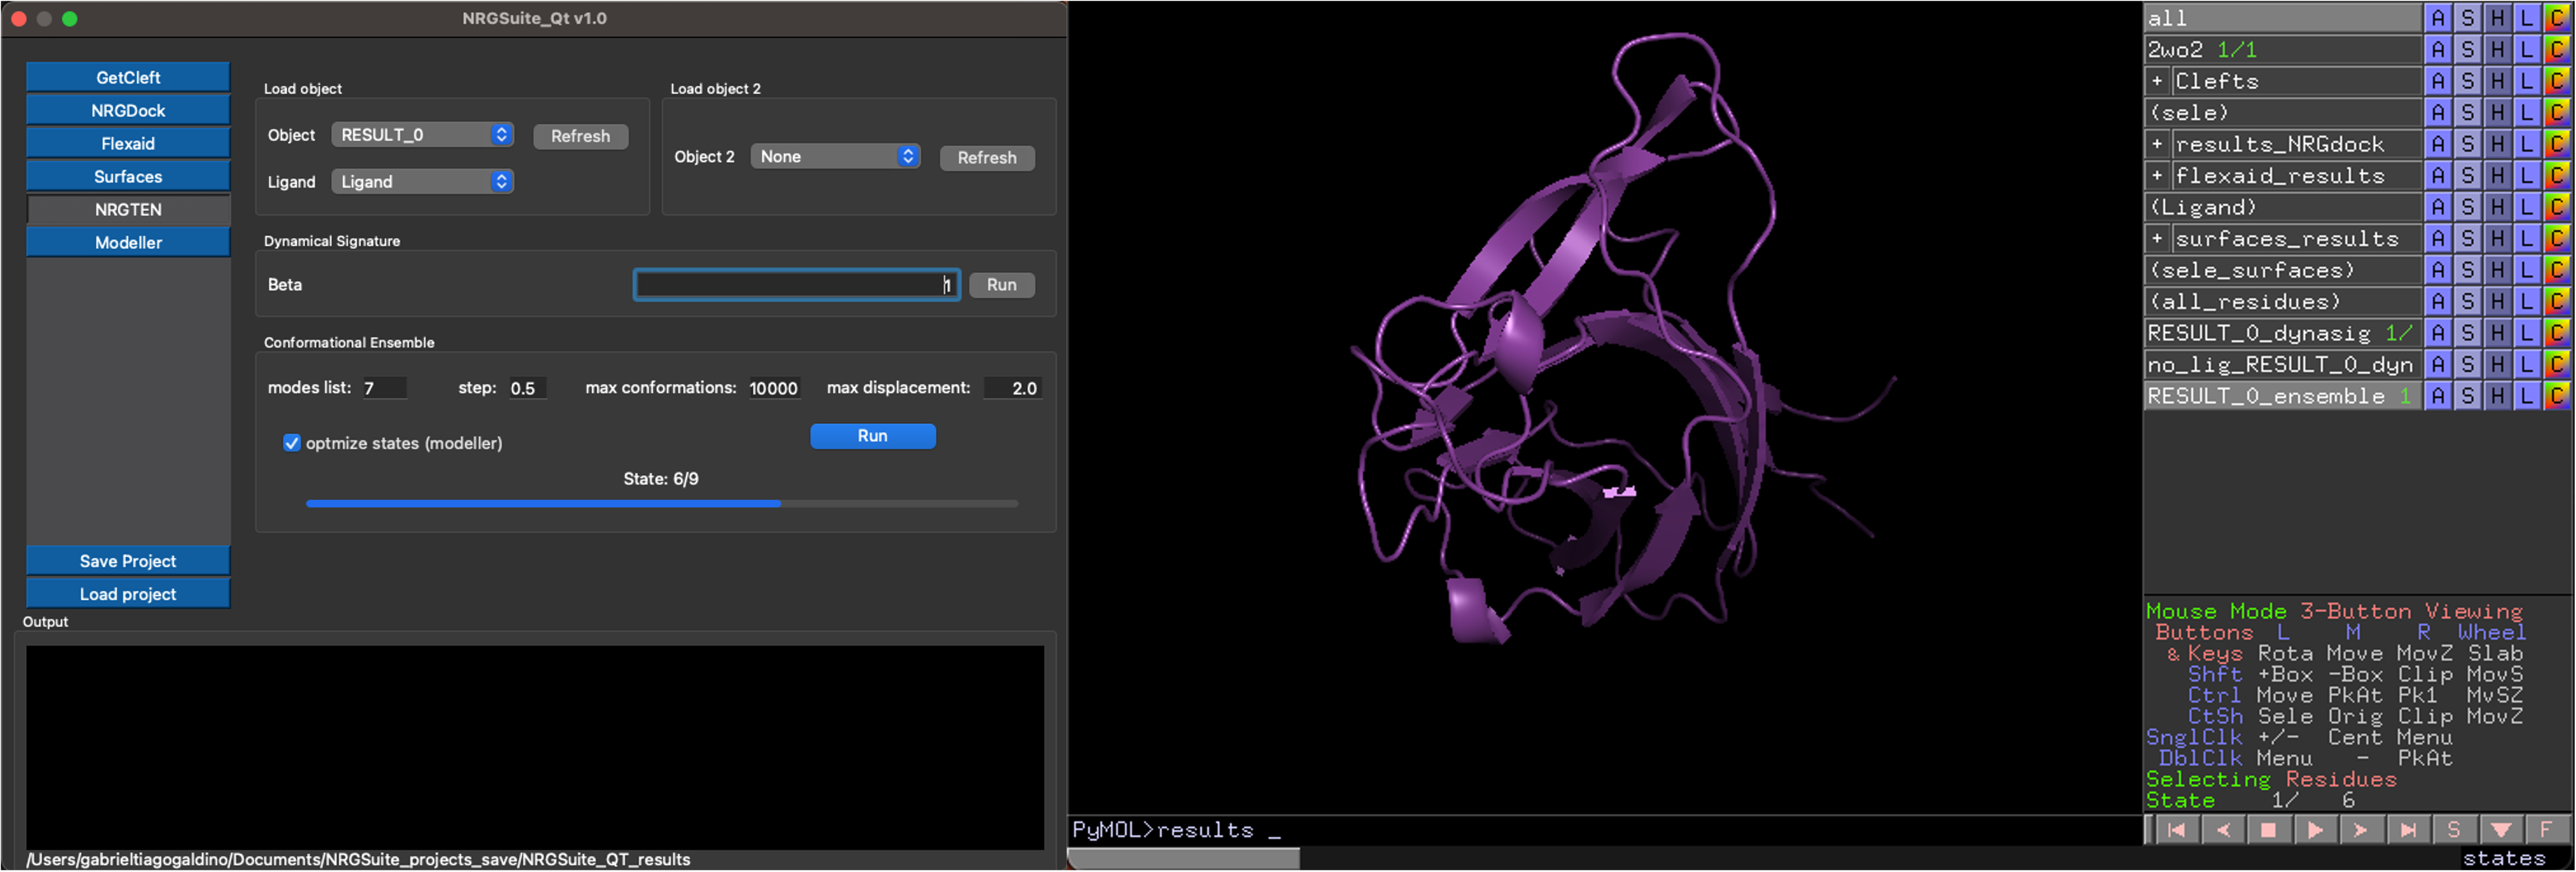 NRGSuite_Qt v1.0
GetCleft
NRGDock
Flexaid
Surfaces
NRGTEN
Modeller
Save Project
Load project
Load object
Object RESULT_0 Refresh
Ligand Ligand
Load object 2
Object 2 None Refresh
Dynamical Signature
Beta 1 Run
Conformational Ensemble
modes list: 7 step: 0.5 max conformations: 10000 max displacement: 2.0
optmize states (modeller) Run
State: 6/9
Output
/Users/gabrieltiagogaldino/Documents/NRGSuite_projects_save/NRGSuite_QT_results
PyMOL>results _
all A S H L C
2wo2 1/1 A S H L C
+ Clefts A S H L C
(sele) A S H L C
+ results_NRGdock A S H L C
+ flexaid_results A S H L C
(Ligand) A S H L C
+ surfaces_results A S H L C
(sele_surfaces) A S H L C
(all_residues) A S H L C
RESULT_0_dynasig 1/ A S H L C
no_lig_RESULT_0_dyn A S H L C
RESULT_0_ensemble 1 A S H L C
Mouse Mode 3-Button Viewing
Buttons L M R Wheel
& Keys Rota Move MovZ Slab
Shft +Box -Box Clip MovS
Ctrl Move PkAt Pk1 MvSZ
CtSh Sele Orig Clip MovZ
SnglClk +/- Cent Menu
DblClk Menu - PkAt
Selecting Residues
State 1/ 6
S F
states